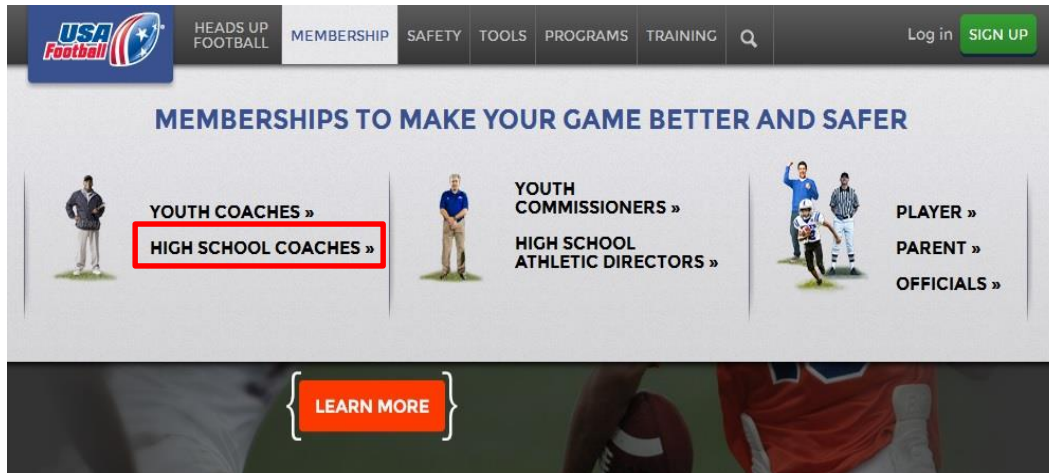 USA
Football
HEADS UP
FOOTBALL
MEMBERSHIP
SAFETY
TOOLS
PROGRAMS
TRAINING
Log in
SIGN UP
MEMBERSHIPS TO MAKE YOUR GAME BETTER AND SAFER
YOUTH COACHES »
HIGH SCHOOL COACHES »
YOUTH
COMMISSIONERS »
HIGH SCHOOL
ATHLETIC DIRECTORS »
PLAYER »
PARENT »
OFFICIALS »
LEARN MORE